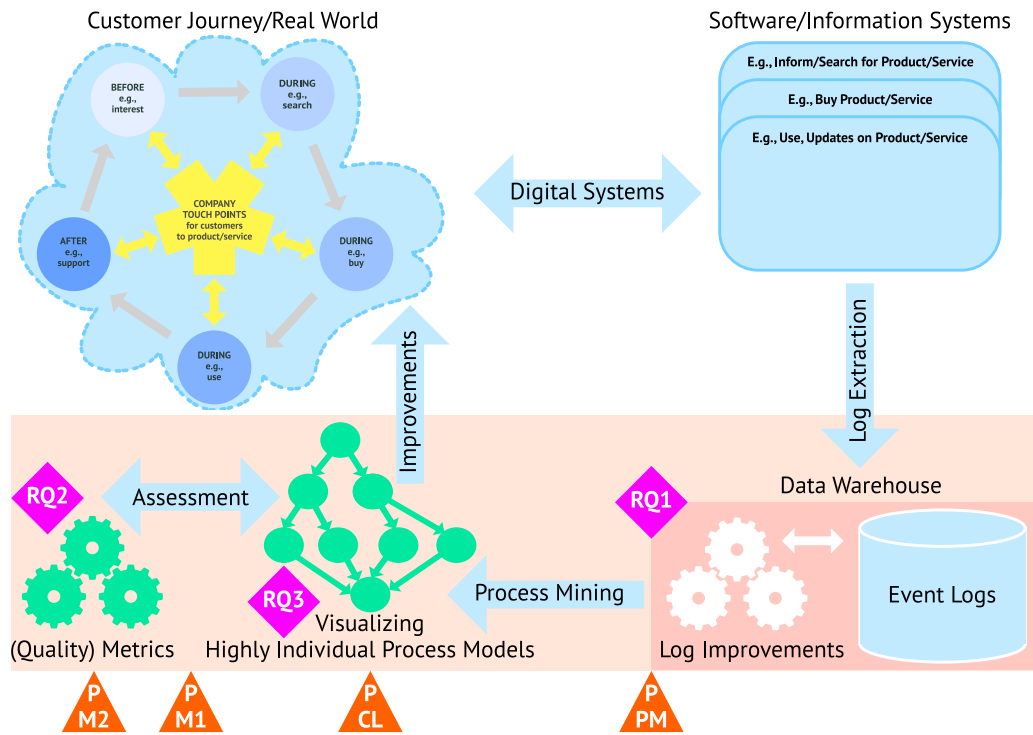 Customer Journey/Real World
Software/Information Systems
BEFORE
e.g.,
interest
DURING
e.g.,
search
COMPANY
TOUCH POINTS
for customers
to product/service
AFTER
e.g.,
support
DURING
e.g.,
buy
DURING
e.g.,
use
Digital Systems
E.g., Inform/Search for Product/Service
E.g., Buy Product/Service
E.g., Use, Updates on Product/Service
Improvements
Log Extraction
RQ2
Assessment
(Quality) Metrics
RQ3
Visualizing
Highly Individual Process Models
Process Mining
RQ1
Data Warehouse
Log Improvements
Event Logs
P
M2
P
M1
P
CL
P
PM